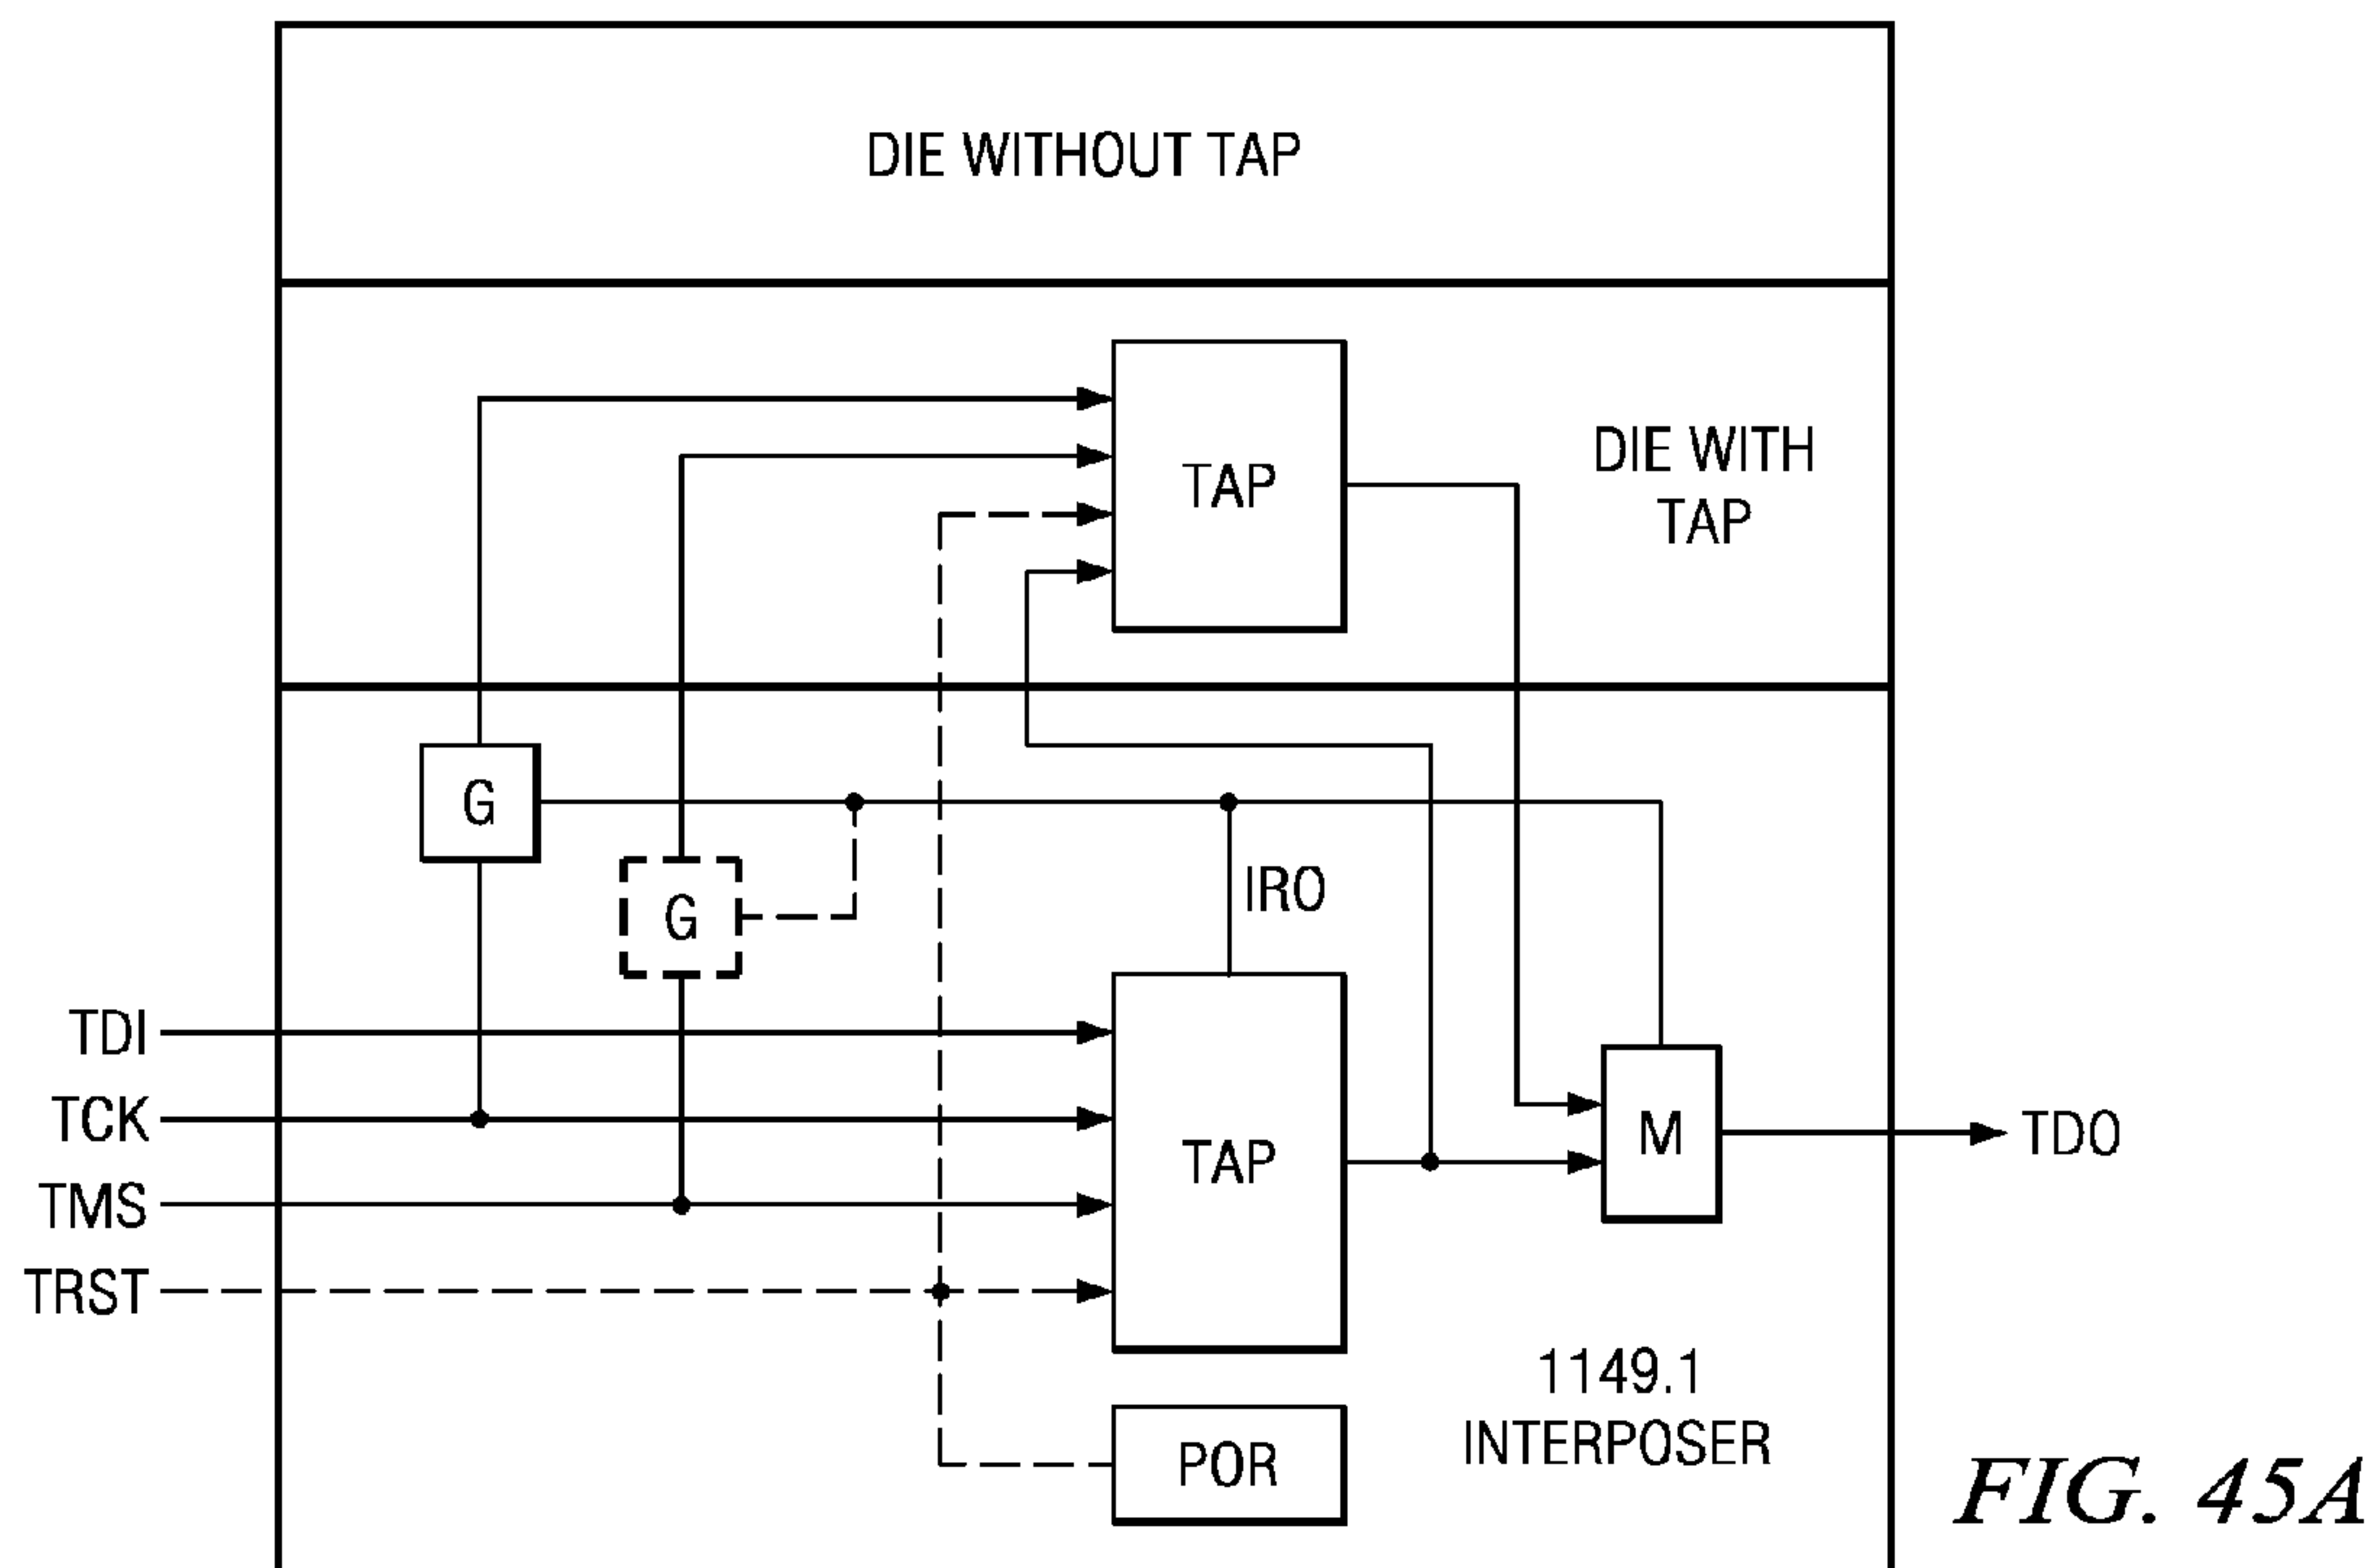 DIE WITHOUT TAP
TAP
DIE WITH
TAP
G
G
IRO
TDI
TCK
TMS
TRST
TAP
M
TDO
1149.1
INTERPOSER
POR
FIG. 45A